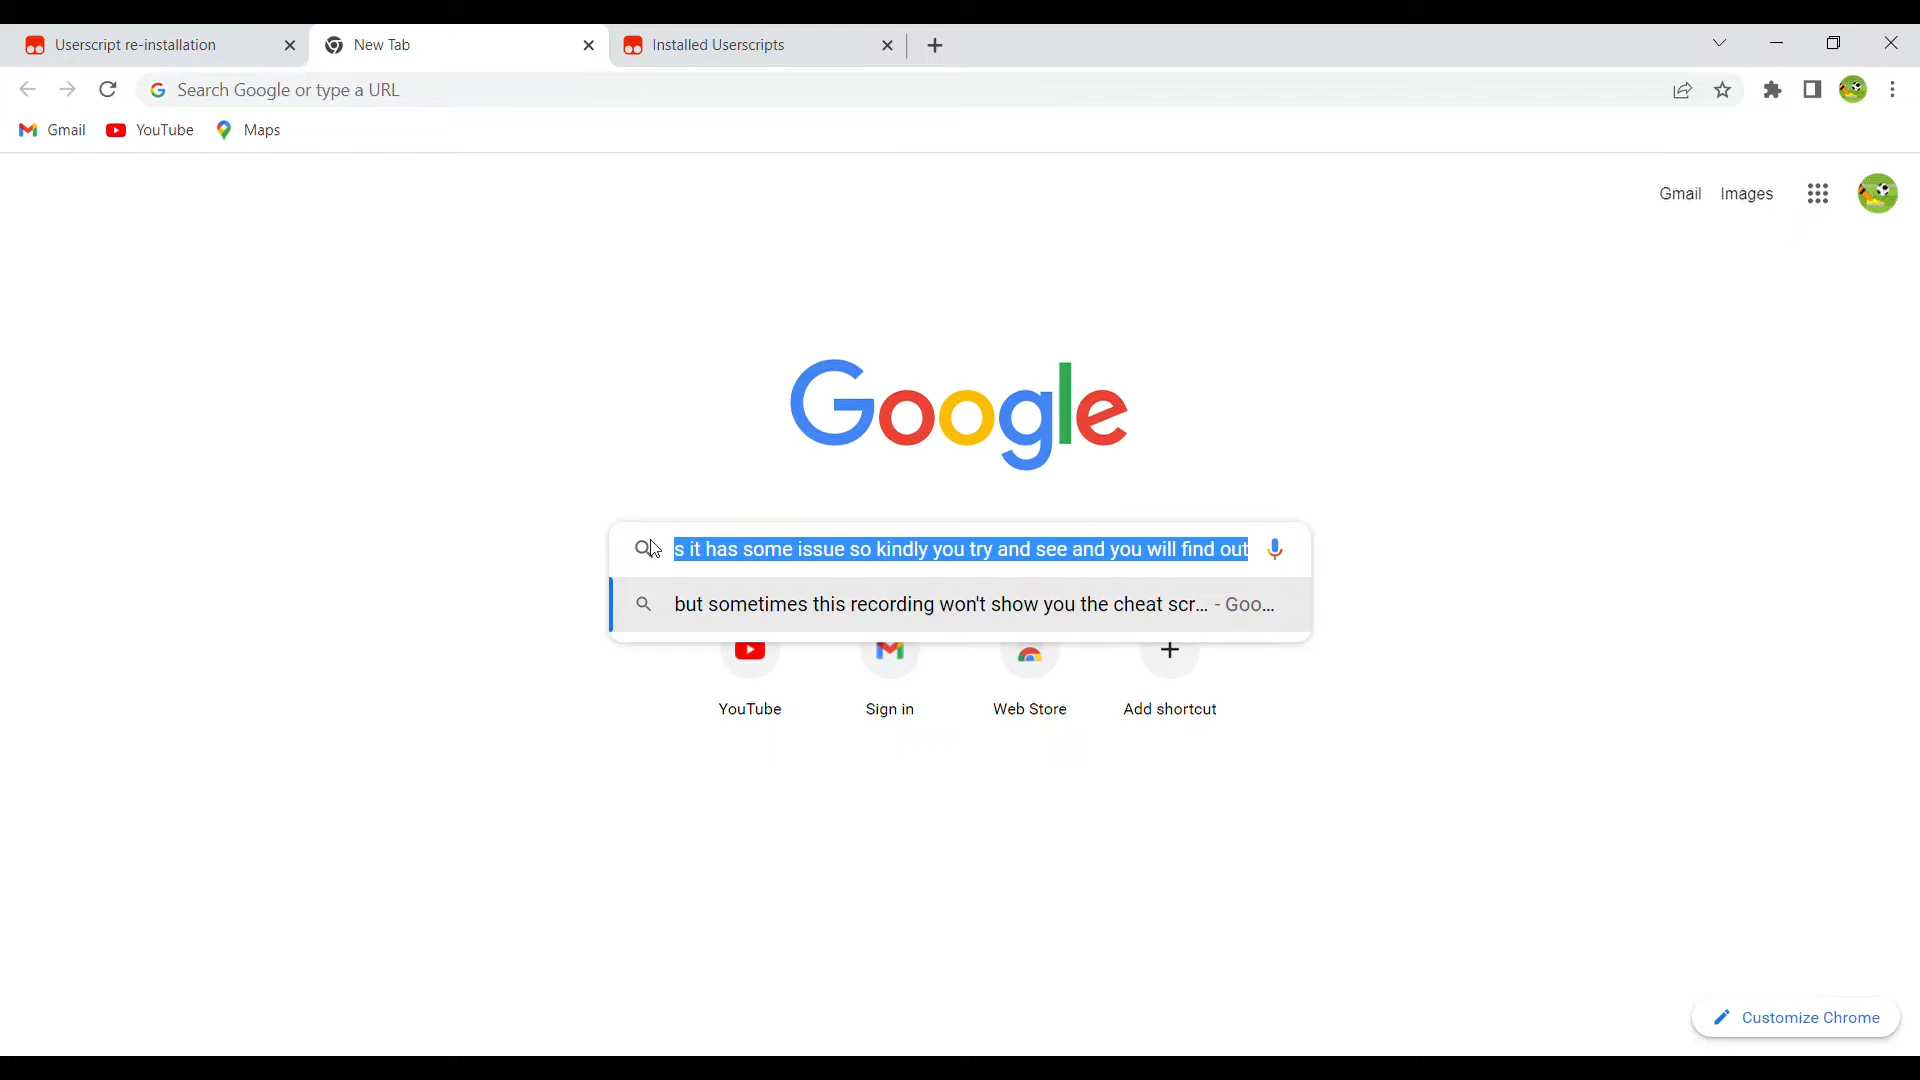 Userscript re-installation
New Tab
Installed Userscripts
Search Google or type a URL
Gmail
YouTube
Maps
Gmail
Images
Google
s it has some issue so kindly you try and see and you will find out
but sometimes this recording won't show you the cheat scr... - Goo...
YouTube
Sign in
Web Store
Add shortcut
Customize Chrome